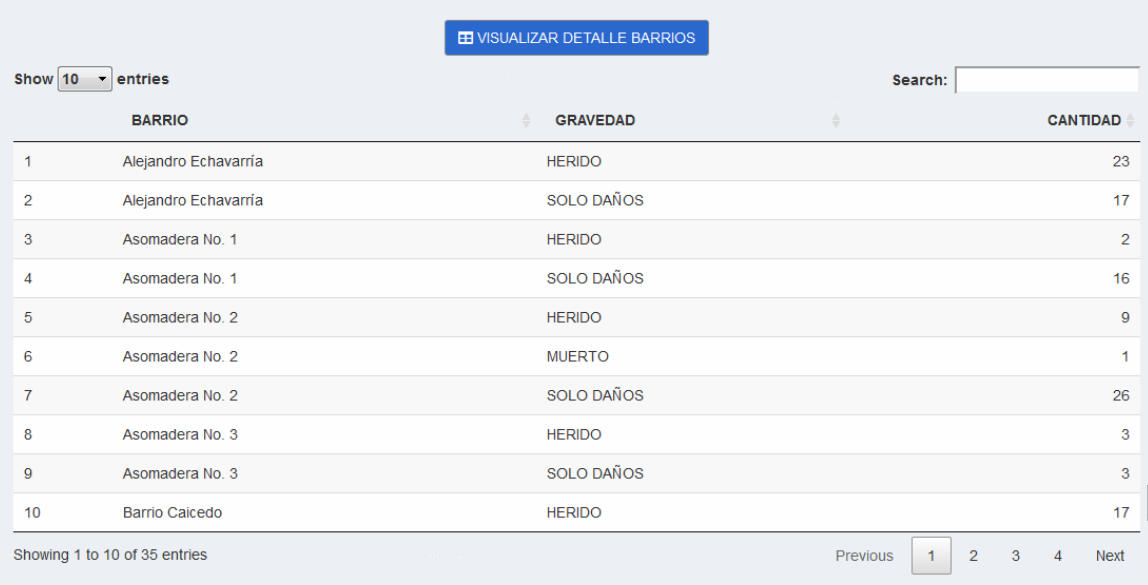 VISUALIZAR DETALLE BARRIOS
Show 10 entries Search:
BARRIO GRAVEDAD CANTIDAD
1 Alejandro Echavarría HERIDO 23
2 Alejandro Echavarría SOLO DAÑOS 17
3 Asomadera No. 1 HERIDO 2
4 Asomadera No. 1 SOLO DAÑOS 16
5 Asomadera No. 2 HERIDO 9
6 Asomadera No. 2 MUERTO 1
7 Asomadera No. 2 SOLO DAÑOS 26
8 Asomadera No. 3 HERIDO 3
9 Asomadera No. 3 SOLO DAÑOS 3
10 Barrio Caicedo HERIDO 17
Showing 1 to 10 of 35 entries Previous 1 2 3 4 Next